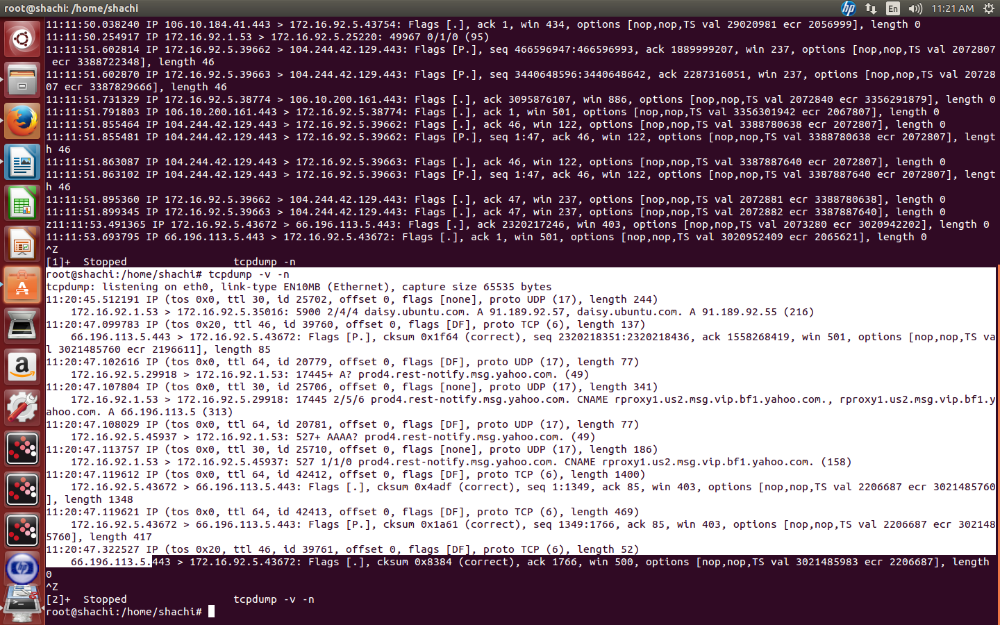 root@shachi: /home/shachi
hp
En
11:21 AM
11:11:50.038240 IP 106.10.184.41.443 > 172.16.92.5.43754: Flags [.], ack 1, win 434, options [nop,nop,TS val 29020981 ecr 2056999], length 0
11:11:50.254917 IP 172.16.92.1.53 > 172.16.92.5.25220: 49967 0/1/0 (95)
11:11:51.602814 IP 172.16.92.5.39662 > 104.244.42.129.443: Flags [P.], seq 466596947:466596993, ack 1889999207, win 237, options [nop,nop,TS val 2072807
 ecr 3388722348], length 46
11:11:51.602870 IP 172.16.92.5.39663 > 104.244.42.129.443: Flags [P.], seq 3440648596:3440648642, ack 2287316051, win 237, options [nop,nop,TS val 20728
07 ecr 3387829666], length 46
11:11:51.731329 IP 172.16.92.5.38774 > 106.10.200.161.443: Flags [.], ack 3095876107, win 886, options [nop,nop,TS val 2072840 ecr 3356291879], length 0
11:11:51.791803 IP 106.10.200.161.443 > 172.16.92.5.38774: Flags [.], ack 1, win 501, options [nop,nop,TS val 3356301942 ecr 2067807], length 0
11:11:51.855464 IP 104.244.42.129.443 > 172.16.92.5.39662: Flags [.], ack 46, win 122, options [nop,nop,TS val 3388780638 ecr 2072807], length 0
11:11:51.855481 IP 104.244.42.129.443 > 172.16.92.5.39662: Flags [P.], seq 1:47, ack 46, win 122, options [nop,nop,TS val 3388780638 ecr 2072807], lengt
h 46
11:11:51.863087 IP 104.244.42.129.443 > 172.16.92.5.39663: Flags [.], ack 46, win 122, options [nop,nop,TS val 3387887640 ecr 2072807], length 0
11:11:51.863102 IP 104.244.42.129.443 > 172.16.92.5.39663: Flags [P.], seq 1:47, ack 46, win 122, options [nop,nop,TS val 3387887640 ecr 2072807], lengt
h 46
11:11:51.895360 IP 172.16.92.5.39662 > 104.244.42.129.443: Flags [.], ack 47, win 237, options [nop,nop,TS val 2072881 ecr 3388780638], length 0
11:11:51.899345 IP 172.16.92.5.39663 > 104.244.42.129.443: Flags [.], ack 47, win 237, options [nop,nop,TS val 2072882 ecr 3387887640], length 0
z11:11:53.491365 IP 172.16.92.5.43672 > 66.196.113.5.443: Flags [.], ack 2320217246, win 403, options [nop,nop,TS val 2073280 ecr 3020942202], length 0
11:11:53.693795 IP 66.196.113.5.443 > 172.16.92.5.43672: Flags [.], ack 1, win 501, options [nop,nop,TS val 3020952409 ecr 2065621], length 0
^Z
[1]+  Stopped                 tcpdump -n
root@shachi:/home/shachi# tcpdump -v -n
tcpdump: listening on eth0, link-type EN10MB (Ethernet), capture size 65535 bytes
11:20:45.512191 IP (tos 0x0, ttl 30, id 25702, offset 0, flags [none], proto UDP (17), length 244)
    172.16.92.1.53 > 172.16.92.5.35016: 5900 2/4/4 daisy.ubuntu.com. A 91.189.92.57, daisy.ubuntu.com. A 91.189.92.55 (216)
11:20:47.099783 IP (tos 0x20, ttl 46, id 39760, offset 0, flags [DF], proto TCP (6), length 137)
    66.196.113.5.443 > 172.16.92.5.43672: Flags [P.], cksum 0x1f64 (correct), seq 2320218351:2320218436, ack 1558268419, win 501, options [nop,nop,TS va
l 3021485760 ecr 2196611], length 85
11:20:47.102616 IP (tos 0x0, ttl 64, id 20779, offset 0, flags [DF], proto UDP (17), length 77)
    172.16.92.5.29918 > 172.16.92.1.53: 17445+ A? prod4.rest-notify.msg.yahoo.com. (49)
11:20:47.107804 IP (tos 0x0, ttl 30, id 25706, offset 0, flags [none], proto UDP (17), length 341)
    172.16.92.1.53 > 172.16.92.5.29918: 17445 2/5/6 prod4.rest-notify.msg.yahoo.com. CNAME rproxy1.us2.msg.vip.bf1.yahoo.com., rproxy1.us2.msg.vip.bf1.y
ahoo.com. A 66.196.113.5 (313)
11:20:47.108029 IP (tos 0x0, ttl 64, id 20781, offset 0, flags [DF], proto UDP (17), length 77)
    172.16.92.5.45937 > 172.16.92.1.53: 527+ AAAA? prod4.rest-notify.msg.yahoo.com. (49)
11:20:47.113757 IP (tos 0x0, ttl 30, id 25710, offset 0, flags [none], proto UDP (17), length 186)
    172.16.92.1.53 > 172.16.92.5.45937: 527 1/1/0 prod4.rest-notify.msg.yahoo.com. CNAME rproxy1.us2.msg.vip.bf1.yahoo.com. (158)
11:20:47.119612 IP (tos 0x0, ttl 64, id 42412, offset 0, flags [DF], proto TCP (6), length 1400)
    172.16.92.5.43672 > 66.196.113.5.443: Flags [.], cksum 0x4adf (correct), seq 1:1349, ack 85, win 403, options [nop,nop,TS val 2206687 ecr 3021485760
], length 1348
11:20:47.119621 IP (tos 0x0, ttl 64, id 42413, offset 0, flags [DF], proto TCP (6), length 469)
    172.16.92.5.43672 > 66.196.113.5.443: Flags [P.], cksum 0x1a61 (correct), seq 1349:1766, ack 85, win 403, options [nop,nop,TS val 2206687 ecr 302148
5760], length 417
11:20:47.322527 IP (tos 0x20, ttl 46, id 39761, offset 0, flags [DF], proto TCP (6), length 52)
    66.196.113.5.443 > 172.16.92.5.43672: Flags [.], cksum 0x8384 (correct), ack 1766, win 500, options [nop,nop,TS val 3021485983 ecr 2206687], length
0
^Z
[2]+  Stopped                 tcpdump -v -n
root@shachi:/home/shachi#